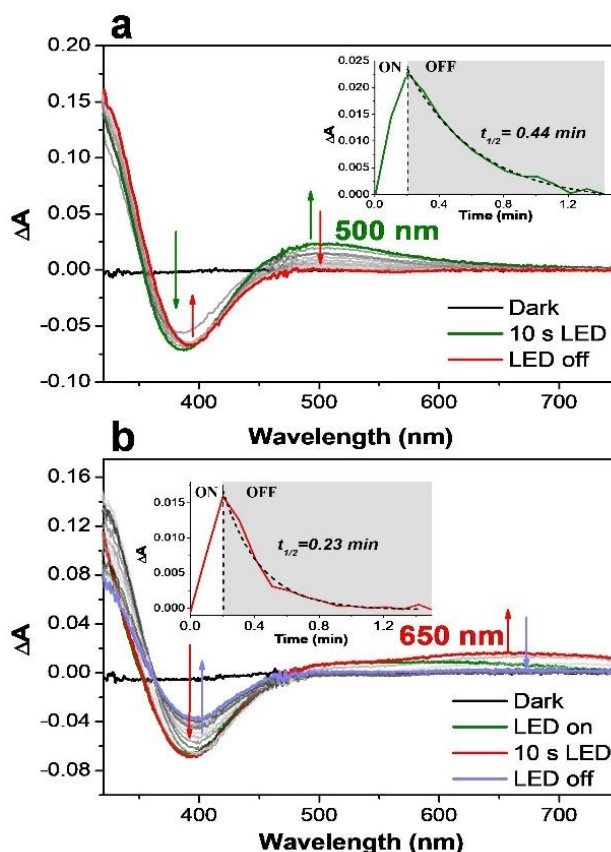 a
0.20
0.15
0.10
0.05
0.00
-0.05
-0.10
ΔA
400 500 600 700
Wavelength (nm)
500 nm
Dark
10 s LED
LED off
ON OFF
0.025
0.020
0.015
0.010
0.005
0.000
ΔA
t1/2= 0.44 min
0.0 0.4 0.8 1.2
Time (min)
b
0.16
0.12
0.08
0.04
0.00
-0.04
-0.08
ΔA
400 500 600 700
Wavelength (nm)
650 nm
Dark
LED on
10 s LED
LED off
ON OFF
0.015
0.010
0.005
0.000
ΔA
t1/2=0.23 min
0.0 0.4 0.8 1.2
Time (min)